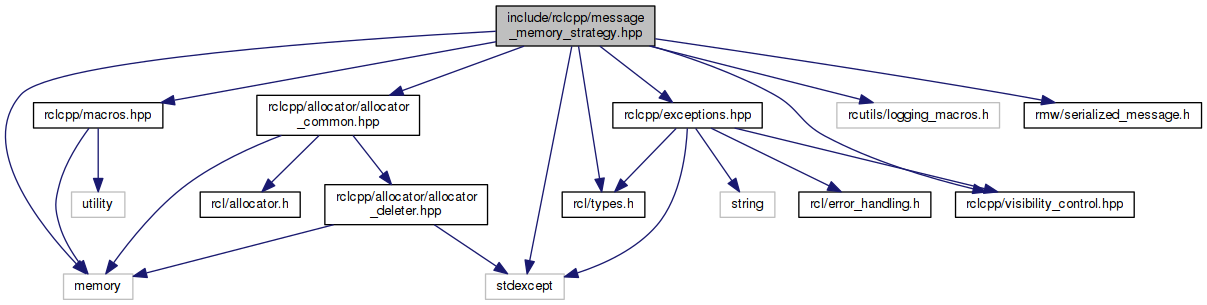 include/rclcpp/message
_memory_strategy.hpp
rclcpp/macros.hpp
rclcpp/allocator/allocator
_common.hpp
rclcpp/exceptions.hpp
rcutils/logging_macros.h
rmw/serialized_message.h
utility
rcl/allocator.h
rclcpp/allocator/allocator
_deleter.hpp
rcl/types.h
string
rcl/error_handling.h
rclcpp/visibility_control.hpp
memory
stdexcept